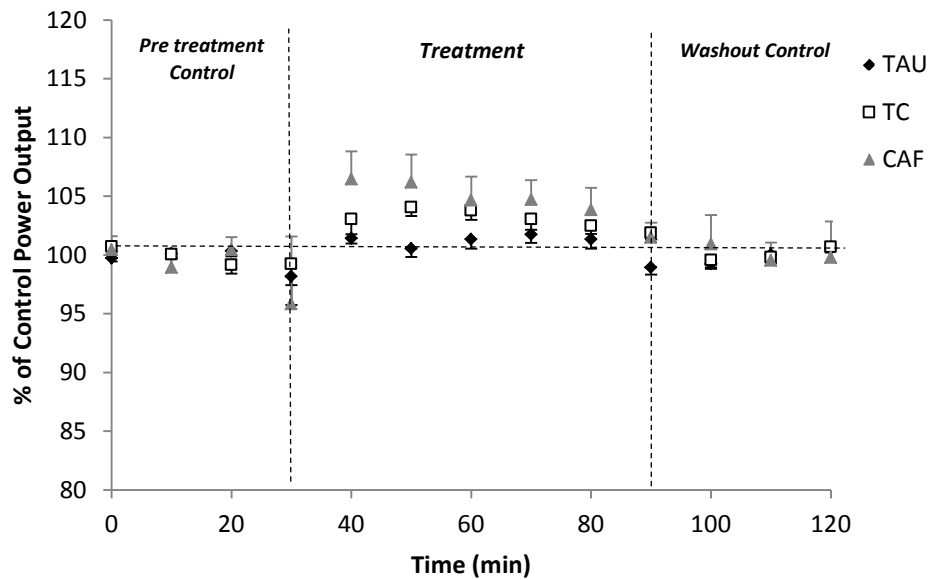 120
115
110
105
100
95
90
85
80
% of Control Power Output
Pre treatment
Control
Treatment
Washout Control
TAU
TC
CAF
0 20 40 60 80 100 120
Time (min)